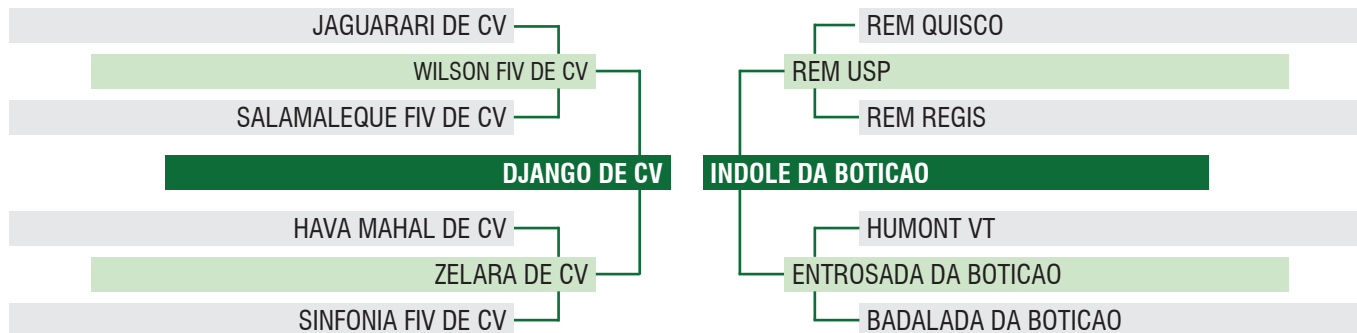 JAGUARARI DE CV
WILSON FIV DE CV
SALAMALEQUE FIV DE CV
DJANGO DE CV
HAVA MAHAL DE CV
ZELARA DE CV
SINFONIA FIV DE CV
REM QUISCO
REM USP
REM REGIS
INDOLE DA BOTICAO
HUMONT VT
ENTROSADA DA BOTICAO
BADALADA DA BOTICAO